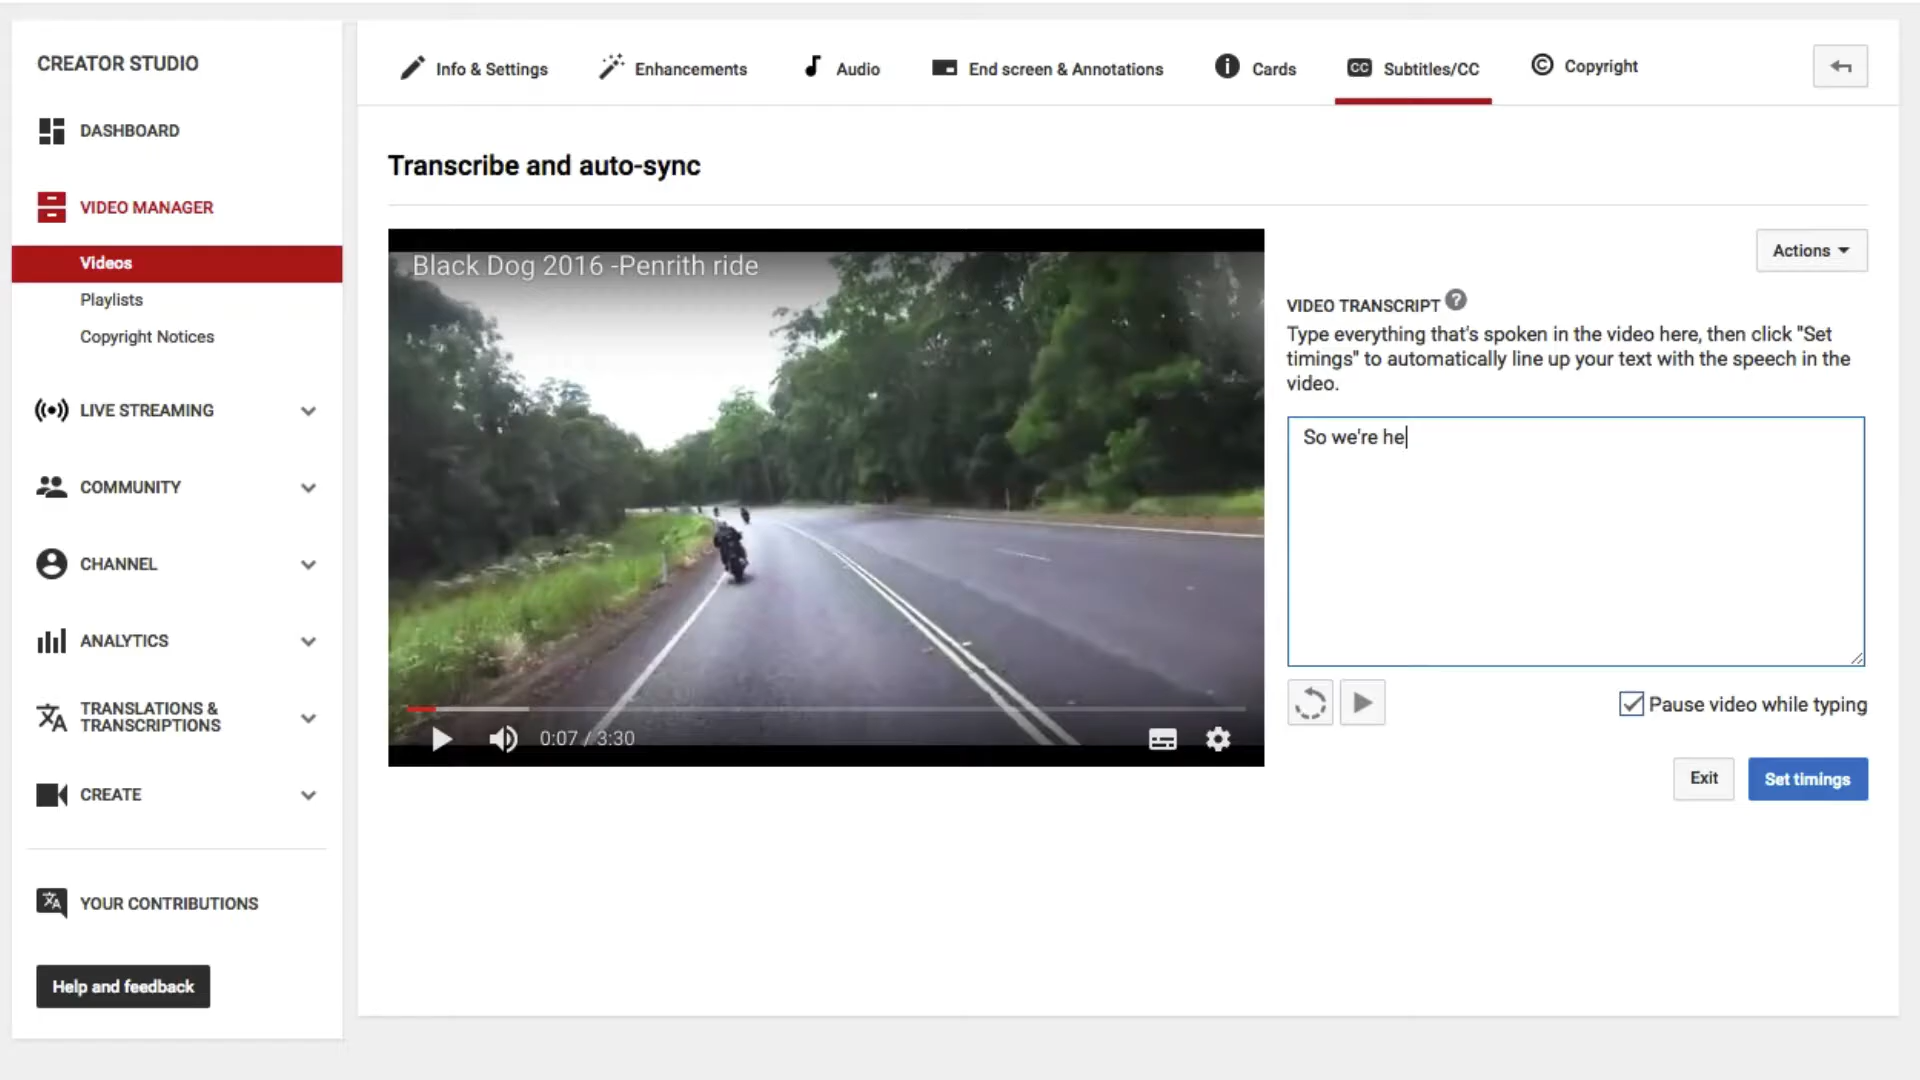 CREATOR STUDIO
DASHBOARD
VIDEO MANAGER
Videos
Playlists
Copyright Notices
LIVE STREAMING
COMMUNITY
CHANNEL
ANALYTICS
TRANSLATIONS &
TRANSCRIPTIONS
CREATE
YOUR CONTRIBUTIONS
Help and feedback
Info & Settings
Enhancements
Audio
End screen & Annotations
Cards
CC Subtitles/CC
Copyright
Transcribe and auto-sync
Black Dog 2016 -Penrith ride
0:07 / 3:30
Actions
VIDEO TRANSCRIPT ?
Type everything that's spoken in the video here, then click "Set
timings" to automatically line up your text with the speech in the
video.
So we're he
Pause video while typing
Exit
Set timings